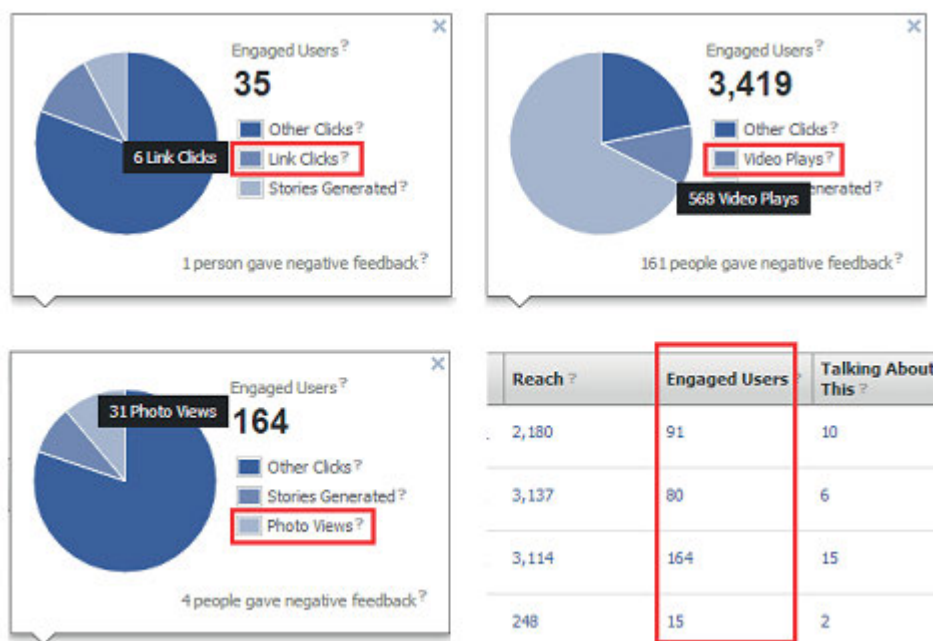 Engaged Users?
35
Other Clicks?
6 Link Clicks
Link Clicks?
Stories Generated?
1 person gave negative feedback?
Engaged Users?
3,419
Other Clicks?
Video Plays?
568 Video Plays
enerated?
161 people gave negative feedback?
Engaged Users?
31 Photo Views
164
Other Clicks?
Stories Generated?
Photo Views?
4 people gave negative feedback?
Reach ? Engaged Users ? Talking About
This ?
2,180 91 10
3,137 80 6
3,114 164 15
248 15 2